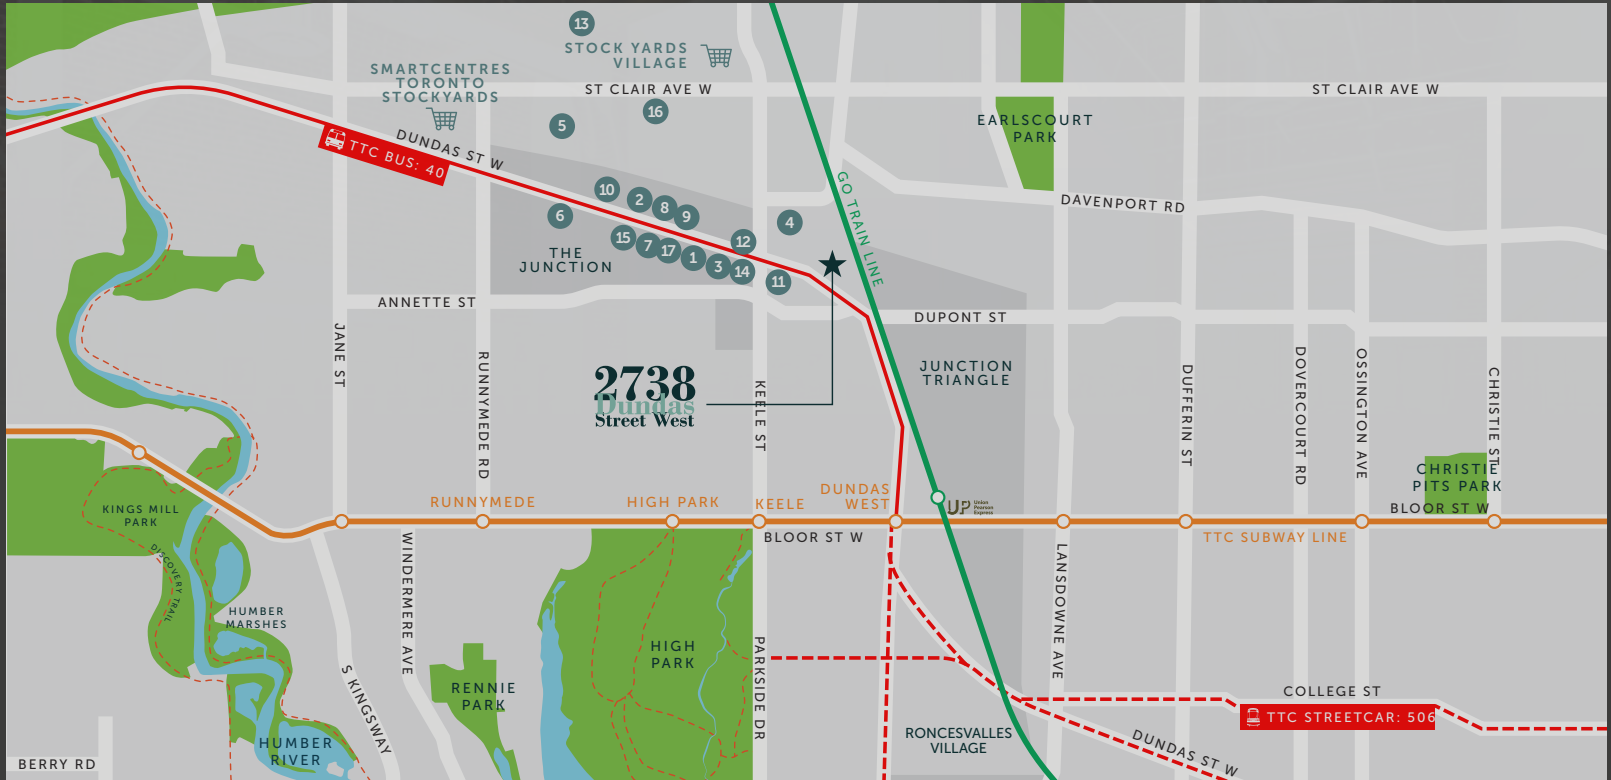 13
STOCK YARDS
VILLAGE
SMARTCENTRES
TORONTO
STOCKYARDS
ST CLAIR AVE W
ST CLAIR AVE W
16
5
EARLSCOURT
PARK
DUNDAS ST W
TTC BUS: 40
GO TRAIN LINE
DAVENPORT RD
10
2
8
9
6
4
15
7
17
1
3
12
14
11
THE
JUNCTION
ANNETTE ST
DUPONT ST
JANE ST
RUNNYMEDE RD
KEELE ST
JUNCTION
TRIANGLE
2738
Dundas
Street West
DUFFERIN ST
DOVERCOURT RD
OSSINGTON AVE
CHRISTIE ST
CHRISTIE
PITS PARK
BLOOR ST W
RUNNYMEDE
HIGH PARK
KEELE
DUNDAS
WEST
UP
Union
Pearson
Express
KINGS MILL
PARK
DISCOVERY TRAIL
BLOOR ST W
TTC SUBWAY LINE
WINDERMERE AVE
LANSDOWNE AVE
HUMBER
MARSHES
HIGH
PARK
PARKSIDE DR
S KINGSWAY
RENNIE
PARK
COLLEGE ST
TTC STREETCAR: 506
RONCESVALLES
VILLAGE
DUNDAS ST W
HUMBER
RIVER
BERRY RD